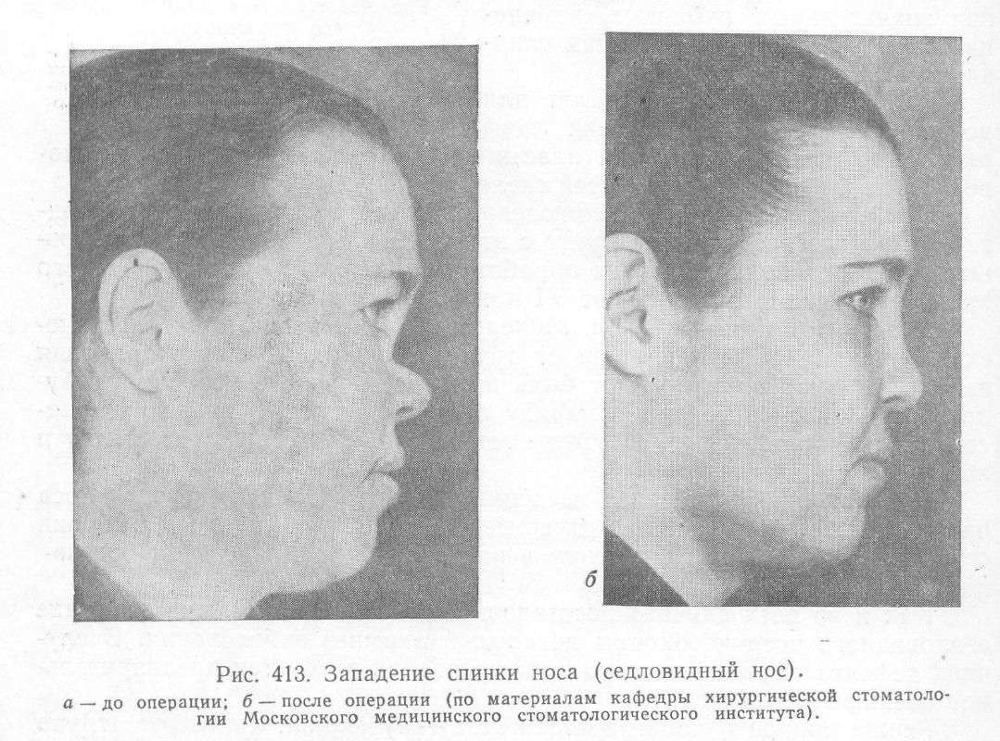 б
Рис. 413. Западение спинки носа (седловидный нос).
а — до операции; б — после операции (по материалам кафедры хирургической стоматоло-
гии Московского медицинского стоматологического института).